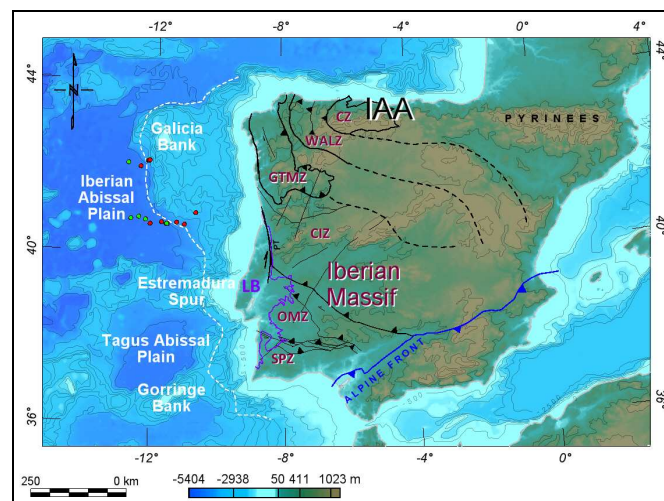 -12° -8° -4° 0° 4°
44°
44°
N
IAA
CZ
PYRINEES
Galicia
Bank
WALZ
Iberian
Abissal
Plain
GTMZ
40°
40°
CIZ
PT
Iberian
Massif
Estremadura
Spur
LB
OMZ
Tagus Abissal
Plain
SPZ
ALPINE FRONT
Gorringe
Bank
36°
36°
-12° -8° -4° 0°
250 0 km
-5404 -2938 50 411 1023 m